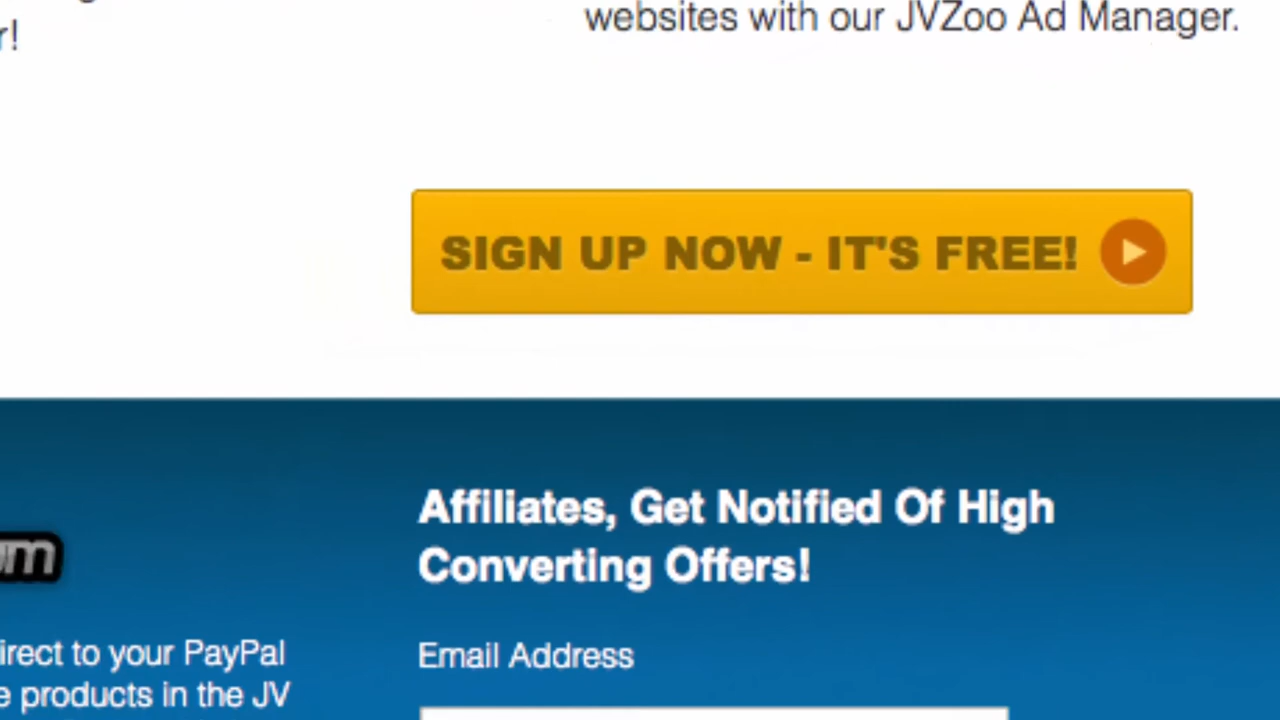 websites with our JVZoo Ad Manager.
r!
SIGN UP NOW - IT'S FREE!
Affiliates, Get Notified Of High
Converting Offers!
om
Email Address
irect to your PayPal
e products in the JV